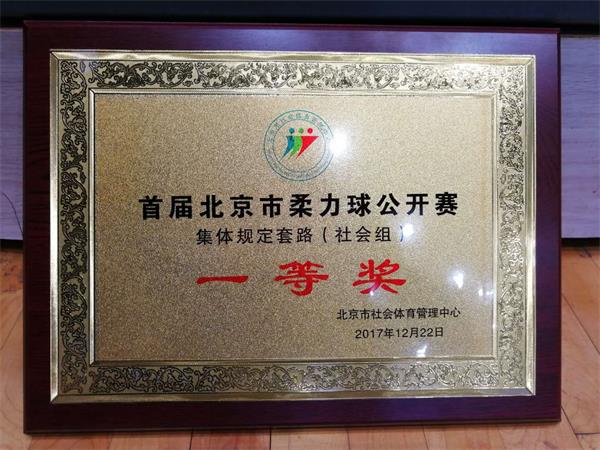 首届北京市柔力球公开赛
集体规定套路（社会组）
一等奖
北京市社会体育管理中心
2017年12月22日